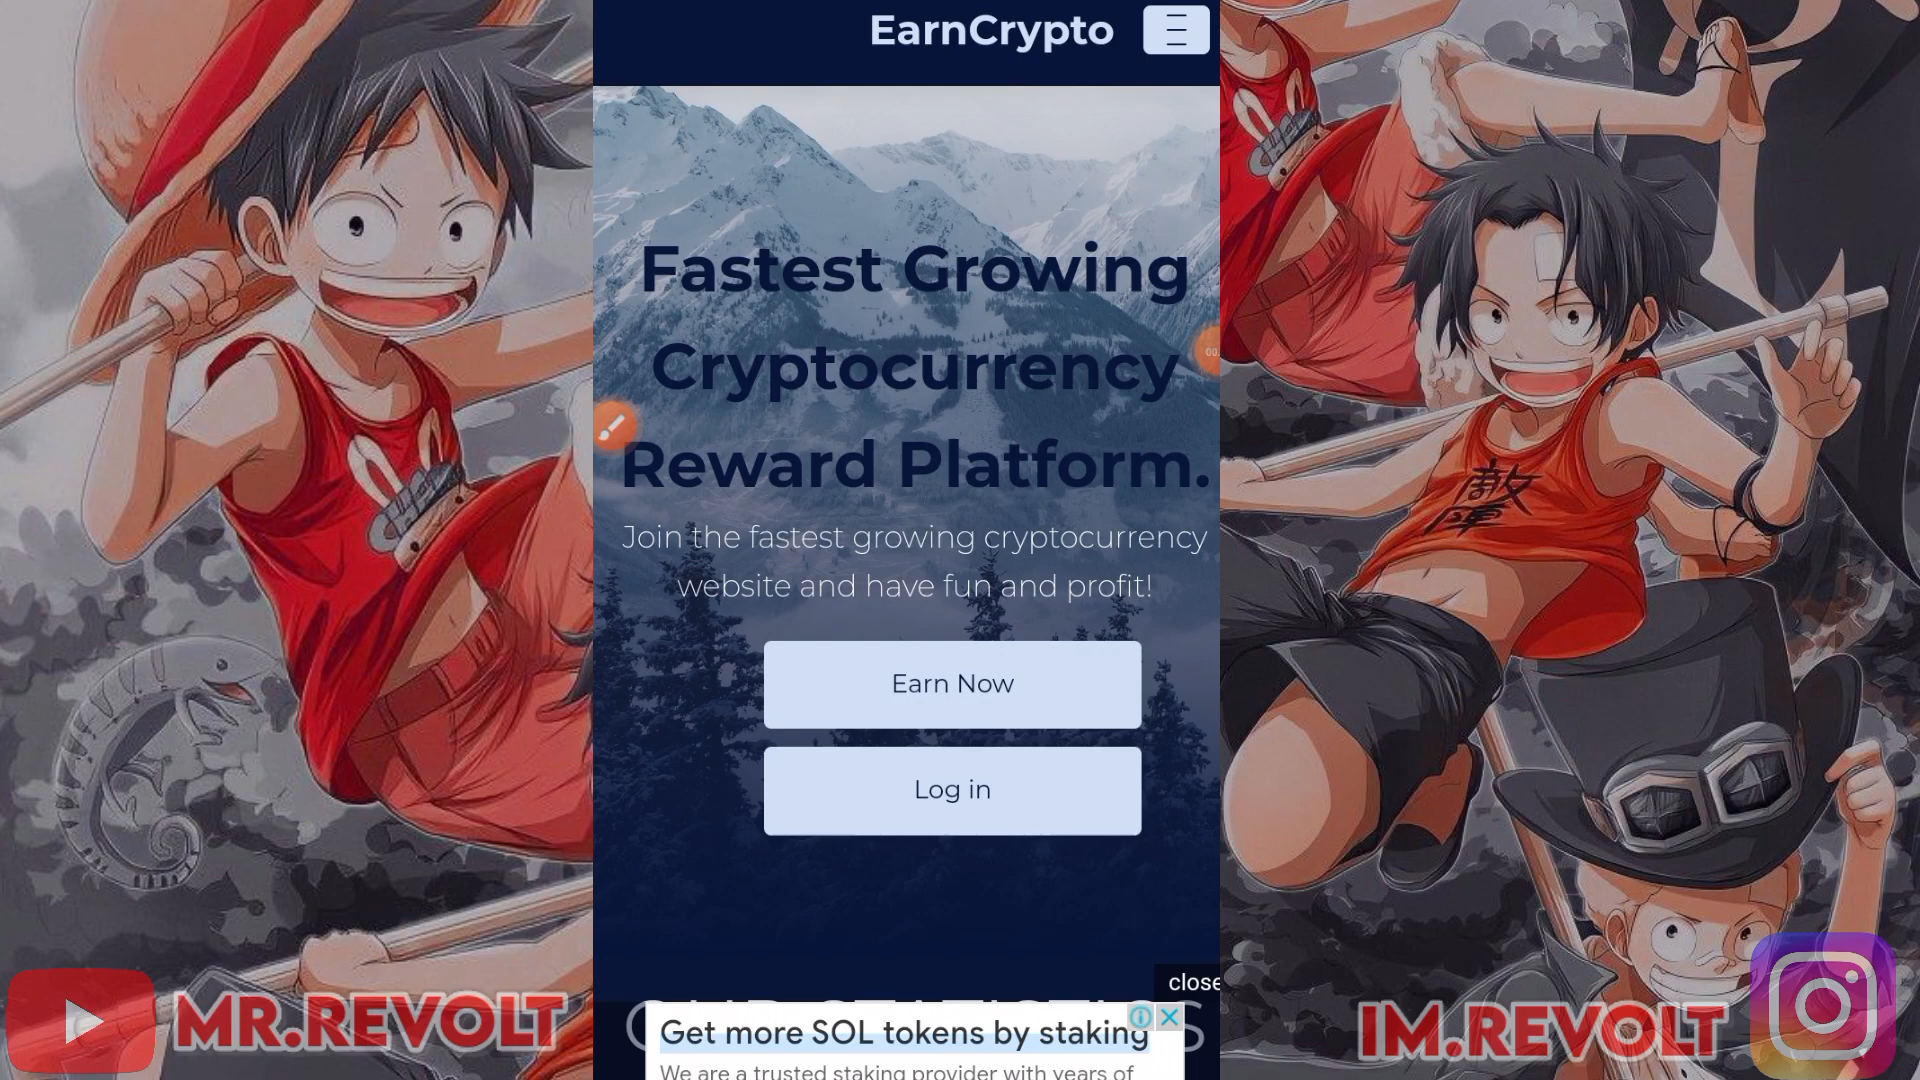 EarnCrypto
Fastest Growing
Cryptocurrency
Reward Platform.
Join the fastest growing cryptocurrency
website and have fun and profit!
Earn Now
Log in
close
Get more SOL tokens by staking
We are a trusted staking provider with years of
MR.REVOLT
IM.REVOLT